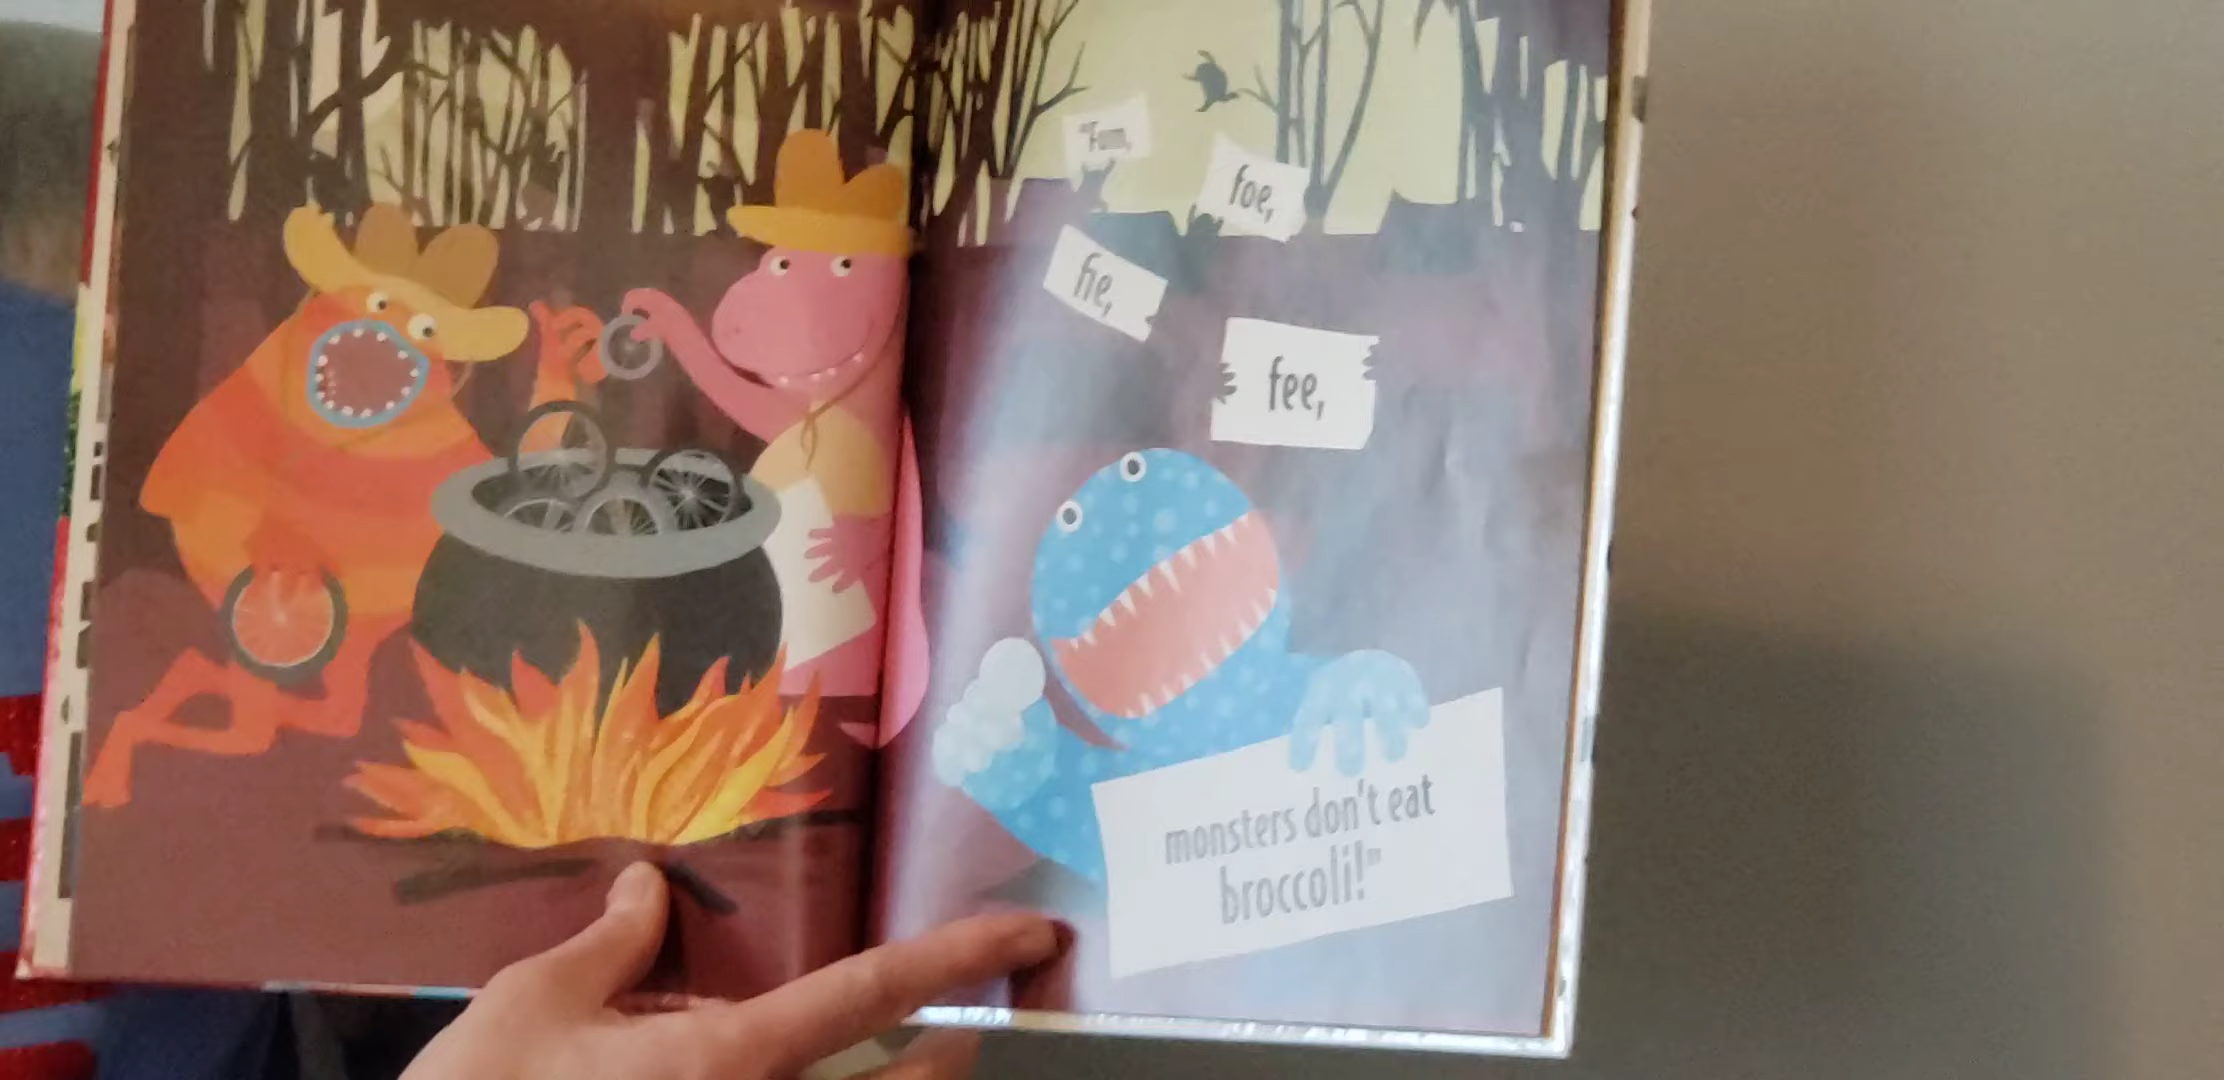 "Fum,
foe,
fie,
fee,
monsters don't eat
broccoli!"